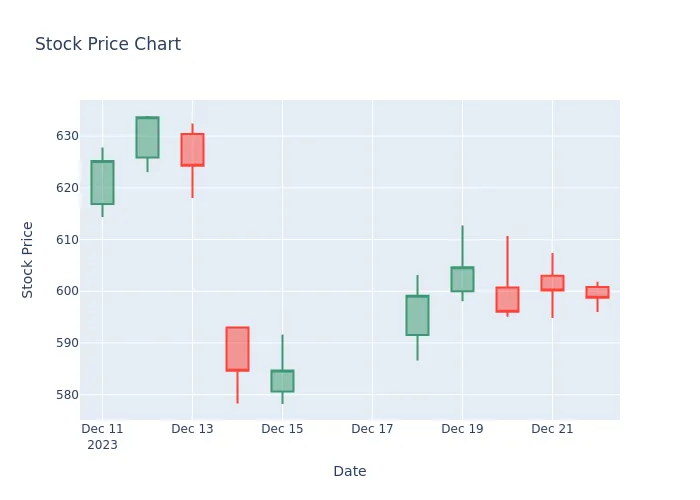 Stock Price Chart
Stock Price
630
620
610
600
590
580
Dec 11
2023
Dec 13
Dec 15
Dec 17
Dec 19
Dec 21
Date